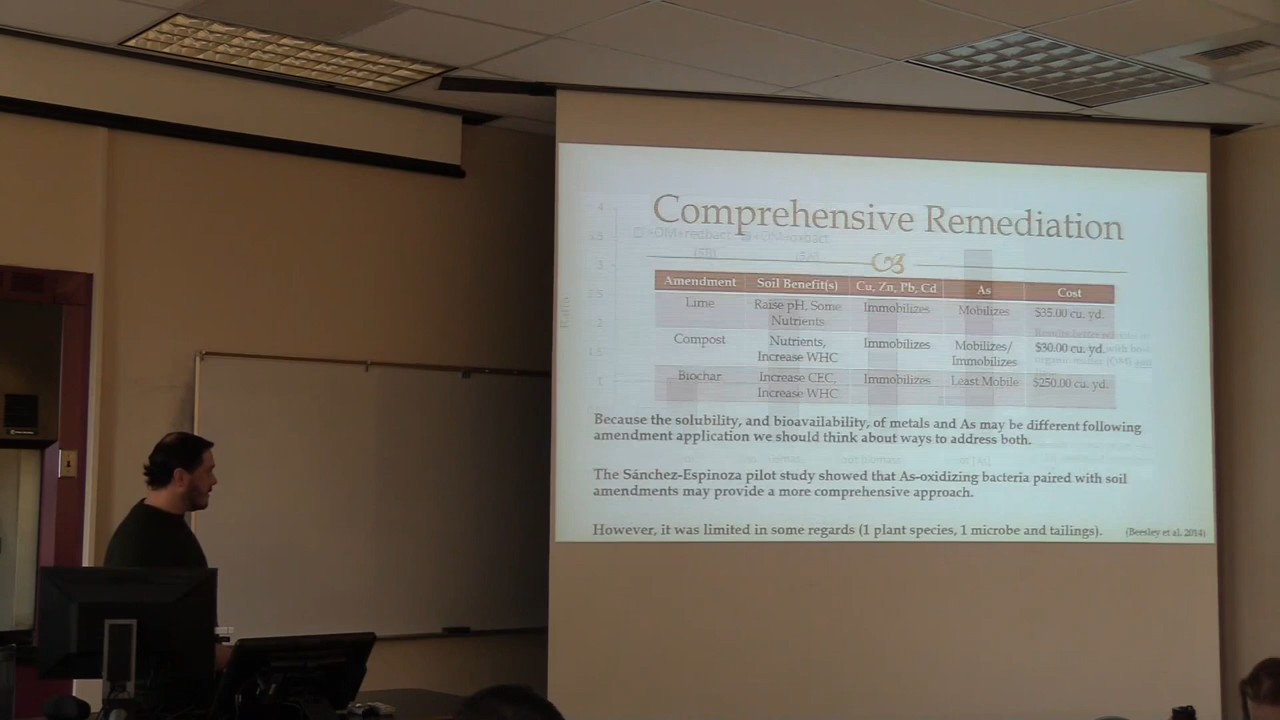 Comprehensive Remediation
Amendment Soil Benefit(s) Cu, Zn, Pb, Cd As Cost
Lime Raise pH, Some Nutrients Immobilizes Mobilizes $35.00 cu. yd.
Compost Nutrients, Increase WHC Immobilizes Mobilizes/ Immobilizes $30.00 cu. yd.
Biochar Increase CEC, Increase WHC Immobilizes Least Mobile $250.00 cu. yd.
Because the solubility, and bioavailability, of metals and As may be different following
amendment application we should think about ways to address both.
The Sánchez-Espinoza pilot study showed that As-oxidizing bacteria paired with soil
amendments may provide a more comprehensive approach.
However, it was limited in some regards (1 plant species, 1 microbe and tailings).
(Beesley et al. 2014)